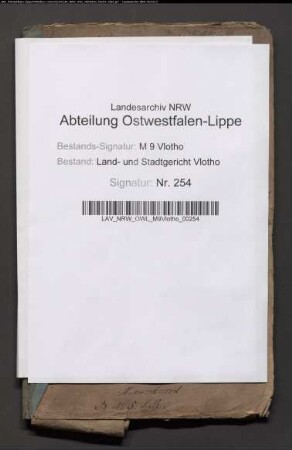 Landesarchiv NRW
Abteilung Ostwestfalen-Lippe
Bestands-Signatur: M 9 Vlotho
Bestand: Land- und Stadtgericht Vlotho
Signatur: Nr. 254
LAV_NRW_OWL_M9Vlotho_00254